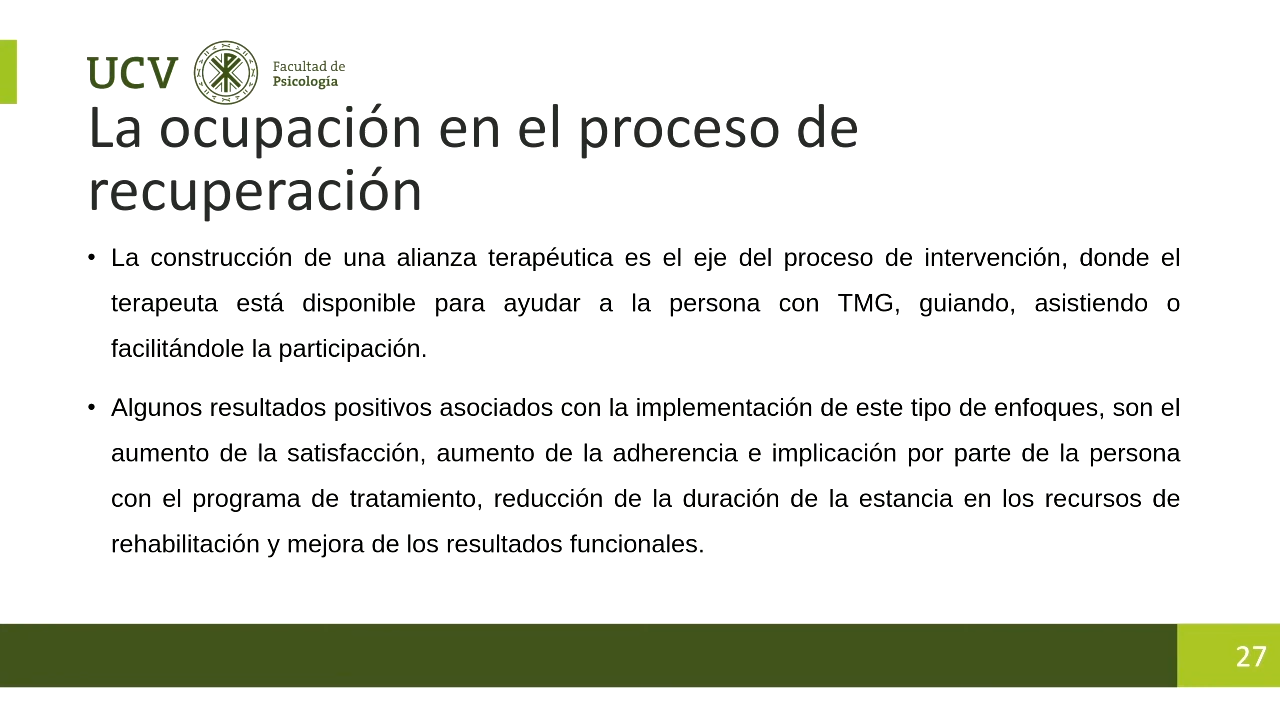 UCV
Facultad de
Psicología
La ocupación en el proceso de
recuperación
• La construcción de una alianza terapéutica es el eje del proceso de intervención, donde el
terapeuta está disponible para ayudar a la persona con TMG, guiando, asistiendo o
facilitándole la participación.
• Algunos resultados positivos asociados con la implementación de este tipo de enfoques, son el
aumento de la satisfacción, aumento de la adherencia e implicación por parte de la persona
con el programa de tratamiento, reducción de la duración de la estancia en los recursos de
rehabilitación y mejora de los resultados funcionales.
27